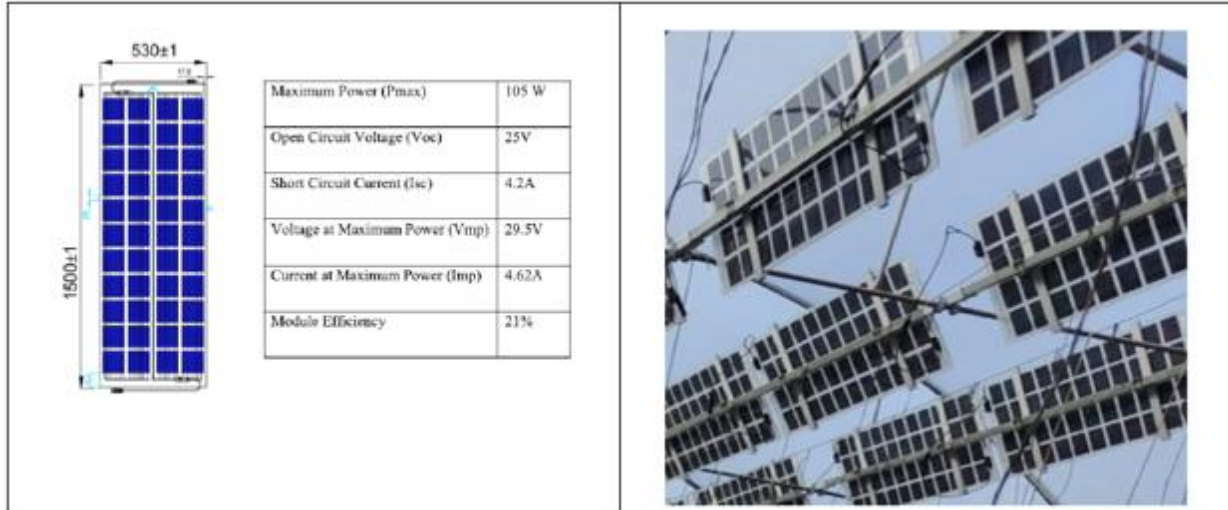 530±1
1500±1
Maximum Power (Pmax) 105 W
Open Circuit Voltage (Voc) 25V
Short Circuit Current (Isc) 4.2A
Voltage at Maximum Power (Vmp) 29.5V
Current at Maximum Power (Imp) 4.62A
Module Efficiency 21%